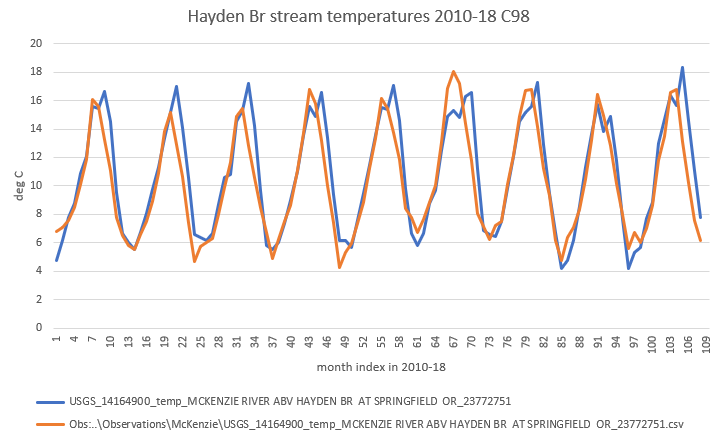 Hayden Br stream temperatures 2010-18 C98
20
18
16
14
12
10
8
6
4
2
0
deg C
1 4 7 10 13 16 19 22 25 28 31 34 37 40 43 46 49 52 55 58 61 64 67 70 73 76 79 82 85 88 91 94 97 100 103 106 109
month index in 2010-18
USGS_14164900_temp_MCKENZIE RIVER ABV HAYDEN BR AT SPRINGFIELD OR_23772751
Obs:..\Observations\McKenzie\USGS_14164900_temp_MCKENZIE RIVER ABV HAYDEN BR AT SPRINGFIELD OR_23772751.csv